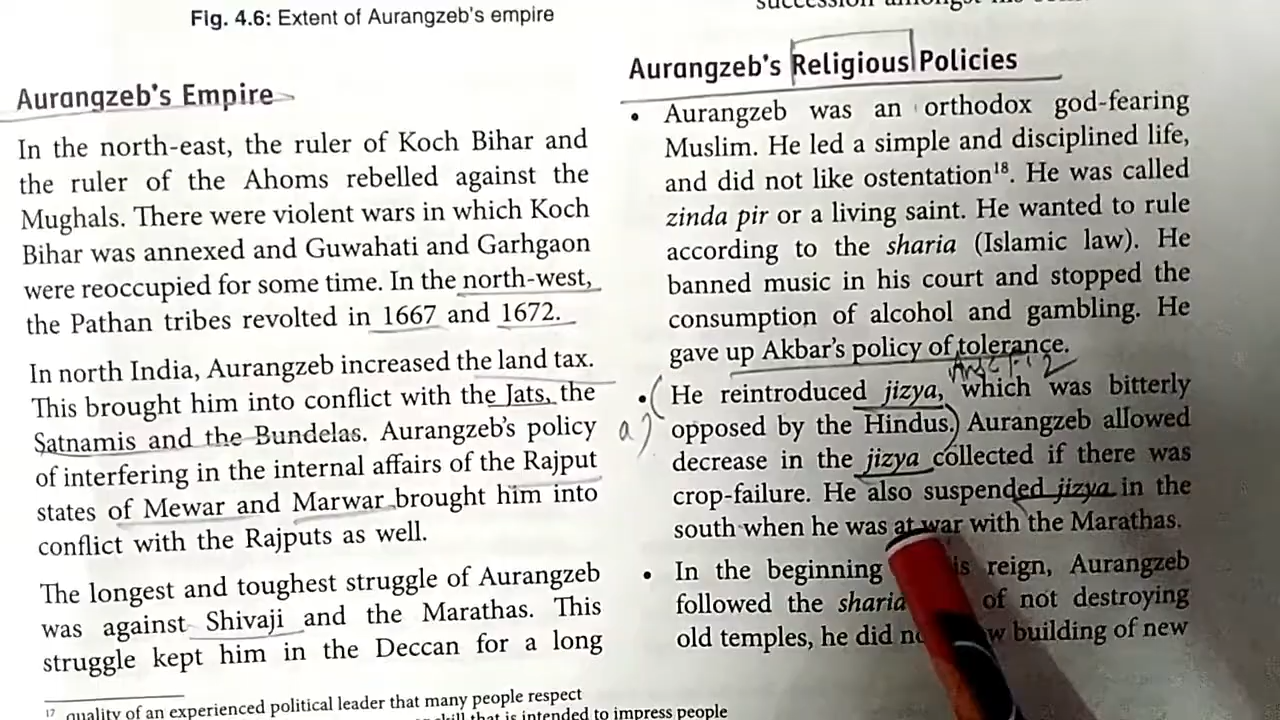 Fig. 4.6: Extent of Aurangzeb's empire
Aurangzeb's Empire
In the north-east, the ruler of Koch Bihar and
the ruler of the Ahoms rebelled against the
Mughals. There were violent wars in which Koch
Bihar was annexed and Guwahati and Garhgaon
were reoccupied for some time. In the north-west,
the Pathan tribes revolted in 1667 and 1672.
In north India, Aurangzeb increased the land tax.
This brought him into conflict with the Jats, the
Satnamis and the Bundelas. Aurangzeb's policy
of interfering in the internal affairs of the Rajput
states of Mewar and Marwar brought him into
conflict with the Rajputs as well.
The longest and toughest struggle of Aurangzeb
was against Shivaji and the Marathas. This
struggle kept him in the Deccan for a long
17 quality of an experienced political leader that many people respect
skill that is intended to impress people
succession amongst his
Aurangzeb's Religious Policies
• Aurangzeb was an orthodox god-fearing
Muslim. He led a simple and disciplined life,
and did not like ostentation18. He was called
zinda pir or a living saint. He wanted to rule
according to the sharia (Islamic law). He
banned music in his court and stopped the
consumption of alcohol and gambling. He
gave up Akbar's policy of tolerance.
• He reintroduced jizya, which was bitterly
a) opposed by the Hindus. Aurangzeb allowed
decrease in the jizya collected if there was
crop-failure. He also suspended jizya in the
south when he was at war with the Marathas.
• In the beginning is reign, Aurangzeb
followed the sharia of not destroying
old temples, he did building of new